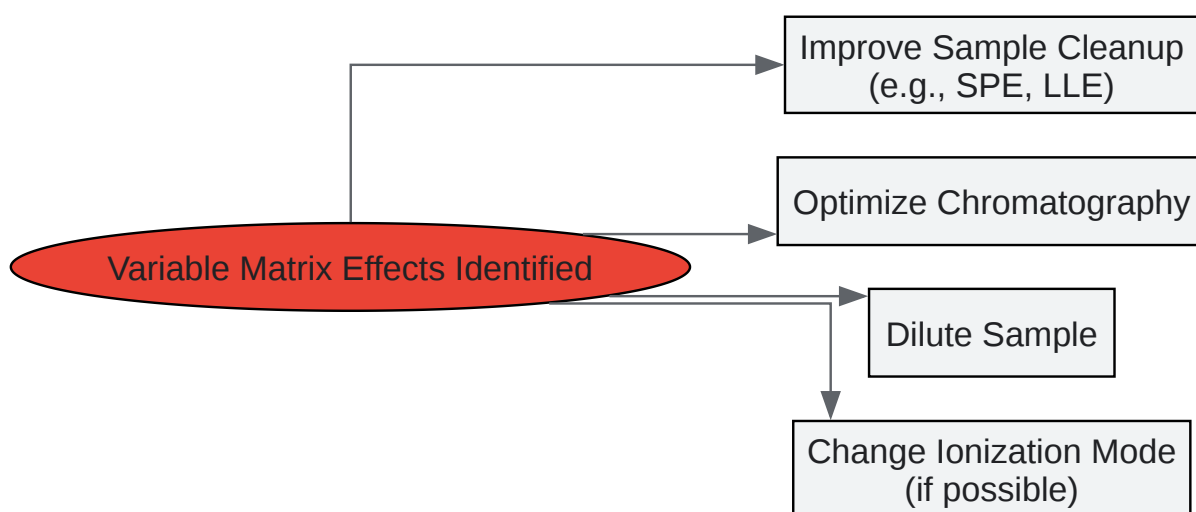 Improve Sample Cleanup
(e.g., SPE, LLE)
Optimize Chromatography
Variable Matrix Effects Identified
Dilute Sample
Change Ionization Mode
(if possible)